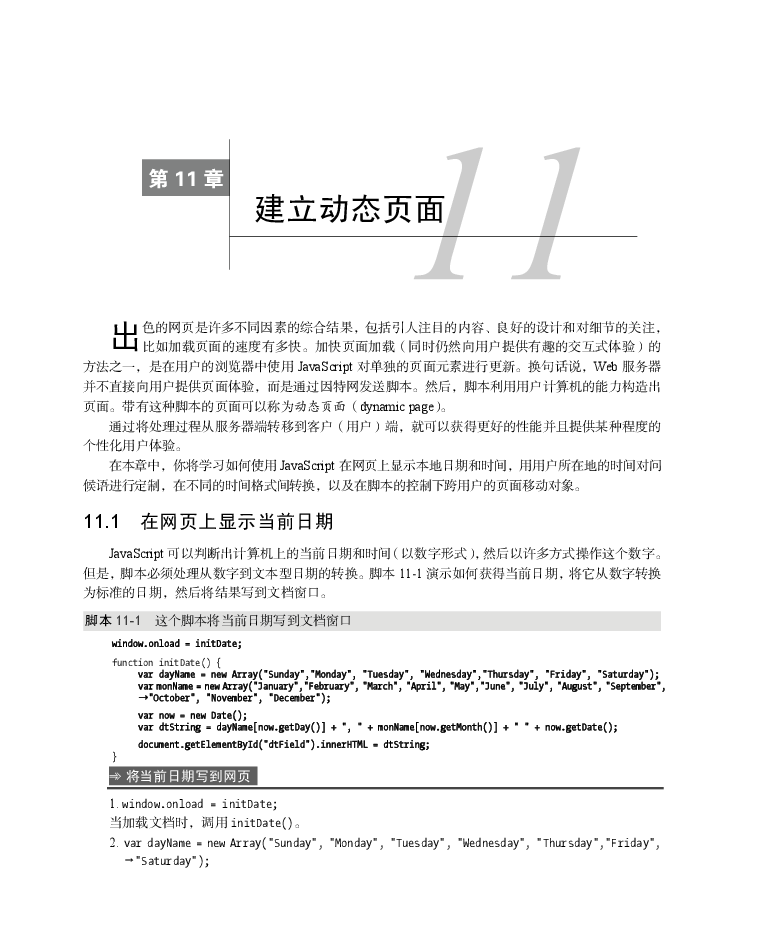 第 11 章
11
建立动态页面
出色的网页是许多不同因素的综合结果，包括引人注目的内容、良好的设计和对细节的关注，
比如加载页面的速度有多快。加快页面加载（同时仍然向用户提供有趣的交互式体验）的
方法之一，是在用户的浏览器中使用 JavaScript 对单独的页面元素进行更新。换句话说，Web 服务器
并不直接向用户提供页面体验，而是通过因特网发送脚本。然后，脚本利用用户计算机的能力构造出
页面。带有这种脚本的页面可以称为动态页面（dynamic page）。
通过将处理过程从服务器端转移到客户（用户）端，就可以获得更好的性能并且提供某种程度的
个性化用户体验。
在本章中，你将学习如何使用 JavaScript 在网页上显示本地日期和时间，用用户所在地的时间对问
候语进行定制，在不同的时间格式间转换，以及在脚本的控制下跨用户的页面移动对象。
11.1 在网页上显示当前日期
JavaScript 可以判断出计算机上的当前日期和时间（以数字形式），然后以许多方式操作这个数字。
但是，脚本必须处理从数字到文本型日期的转换。脚本 11-1 演示如何获得当前日期，将它从数字转换
为标准的日期，然后将结果写到文档窗口。
脚本 11-1 这个脚本将当前日期写到文档窗口
window.onload = initDate;
function initDate() {
var dayName = new Array("Sunday","Monday", "Tuesday", "Wednesday","Thursday", "Friday", "Saturday");
var monName = new Array("January","February", "March", "April", "May","June", "July", "August", "September",
→"October", "November", "December");
var now = new Date();
var dtString = dayName[now.getDay()] + ", " + monName[now.getMonth()] + " " + now.getDate();
document.getElementById("dtField").innerHTML = dtString;
}
➾ 将当前日期写到网页
1. window.onload = initDate;
当加载文档时，调用 initDate()。
2. var dayName = new Array("Sunday", "Monday", "Tuesday", "Wednesday", "Thursday","Friday",
→"Saturday");